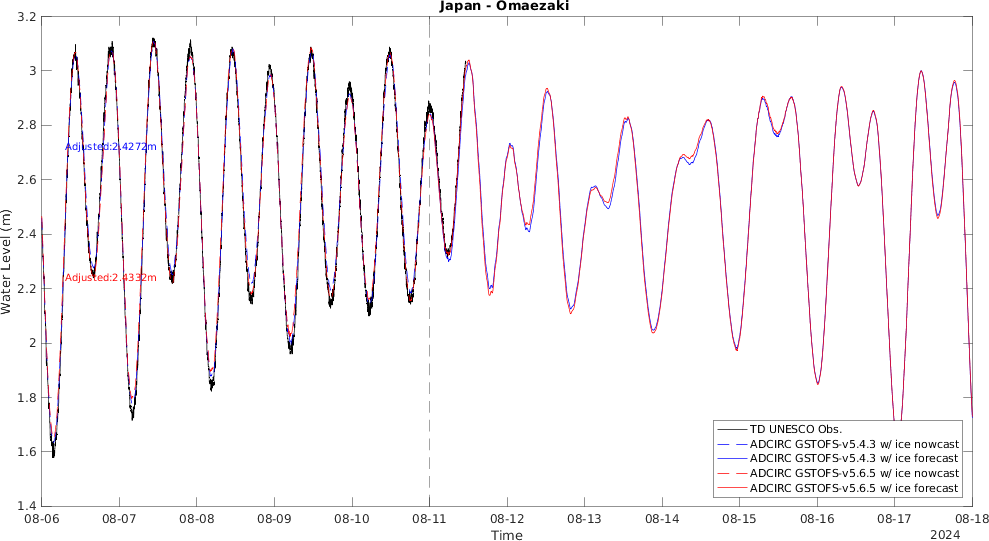 Japan - Omaezaki
3.2
3
2.8
2.6
2.4
2.2
2
1.8
1.6
1.4
Water Level (m)
Adjusted:2.4272m
Adjusted:2.4332m
TD UNESCO Obs.
ADCIRC GSTOFS-v5.4.3 w/ ice nowcast
ADCIRC GSTOFS-v5.4.3 w/ ice forecast
ADCIRC GSTOFS-v5.6.5 w/ ice nowcast
ADCIRC GSTOFS-v5.6.5 w/ ice forecast
08-06 08-07 08-08 08-09 08-10 08-11 08-12 08-13 08-14 08-15 08-16 08-17 08-18
Time
2024